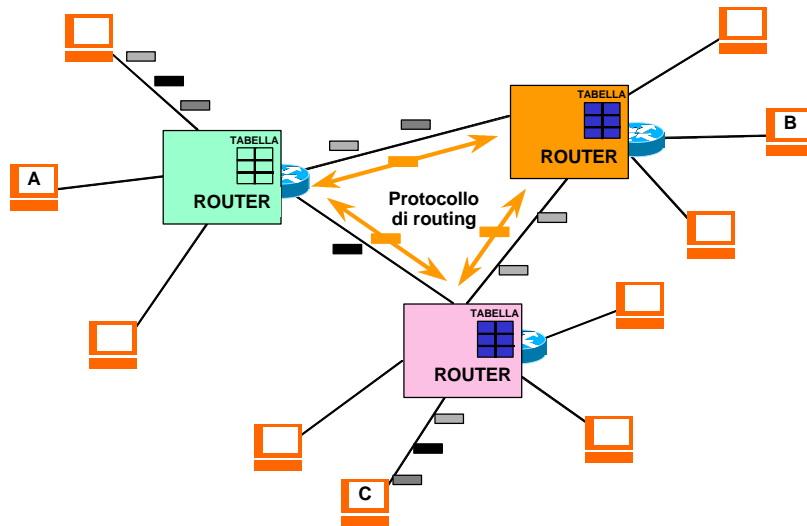 TABELLA
B
TABELLA
ROUTER
A
ROUTER
Protocollo
di routing
TABELLA
ROUTER
C